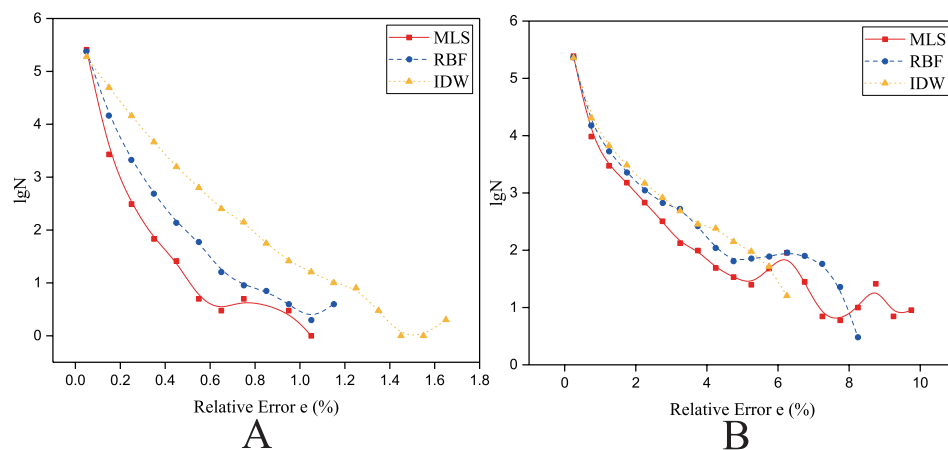 6
5
4
3
2
1
0
lgN
0.0 0.2 0.4 0.6 0.8 1.0 1.2 1.4 1.6 1.8
Relative Error e (%)
MLS
RBF
IDW
A
6
5
4
3
2
1
0
lgN
0 2 4 6 8 10
Relative Error e (%)
MLS
RBF
IDW
B